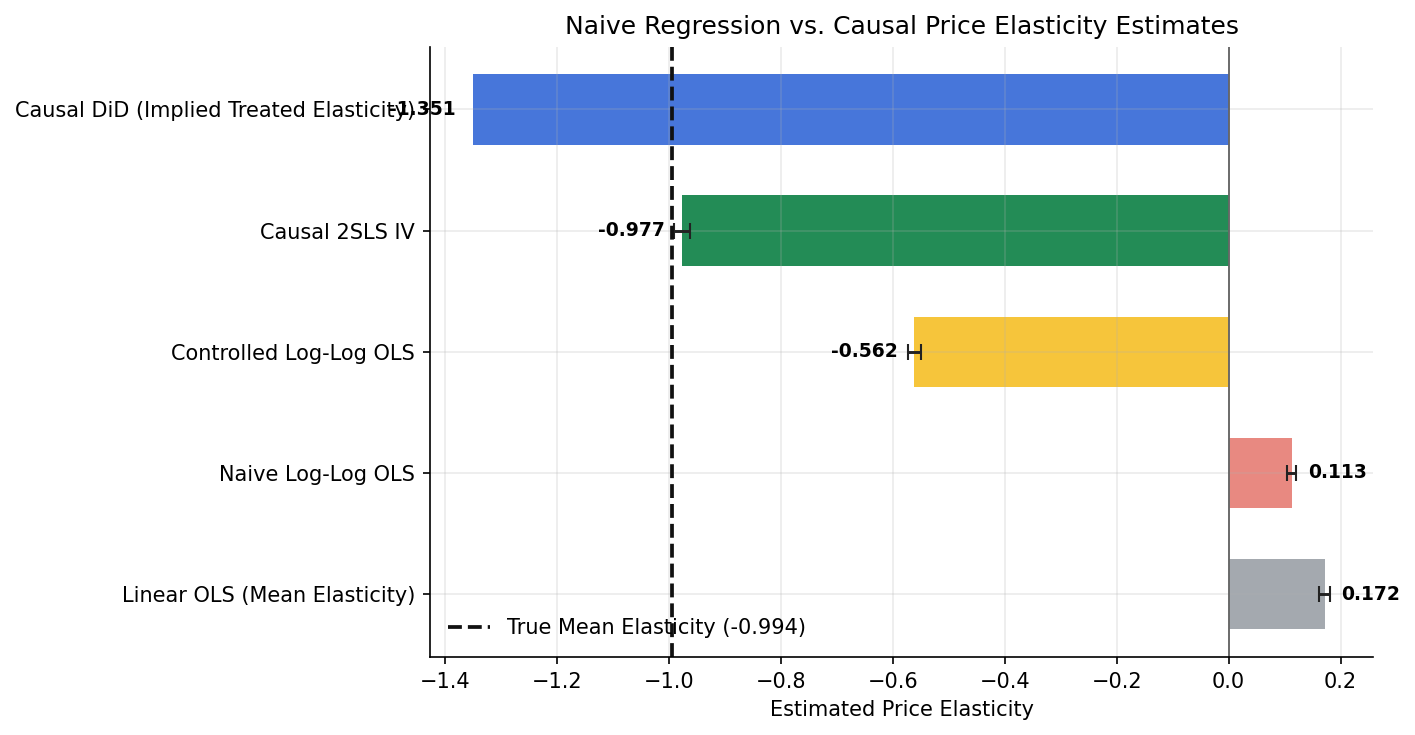 Naive Regression vs. Causal Price Elasticity Estimates
Causal DiD (Implied Treated Elasticity)
-1.351
Causal 2SLS IV
-0.977
Controlled Log-Log OLS
-0.562
Naive Log-Log OLS
0.113
Linear OLS (Mean Elasticity)
0.172
True Mean Elasticity (-0.994)
−1.4 −1.2 −1.0 −0.8 −0.6 −0.4 −0.2 0.0 0.2
Estimated Price Elasticity